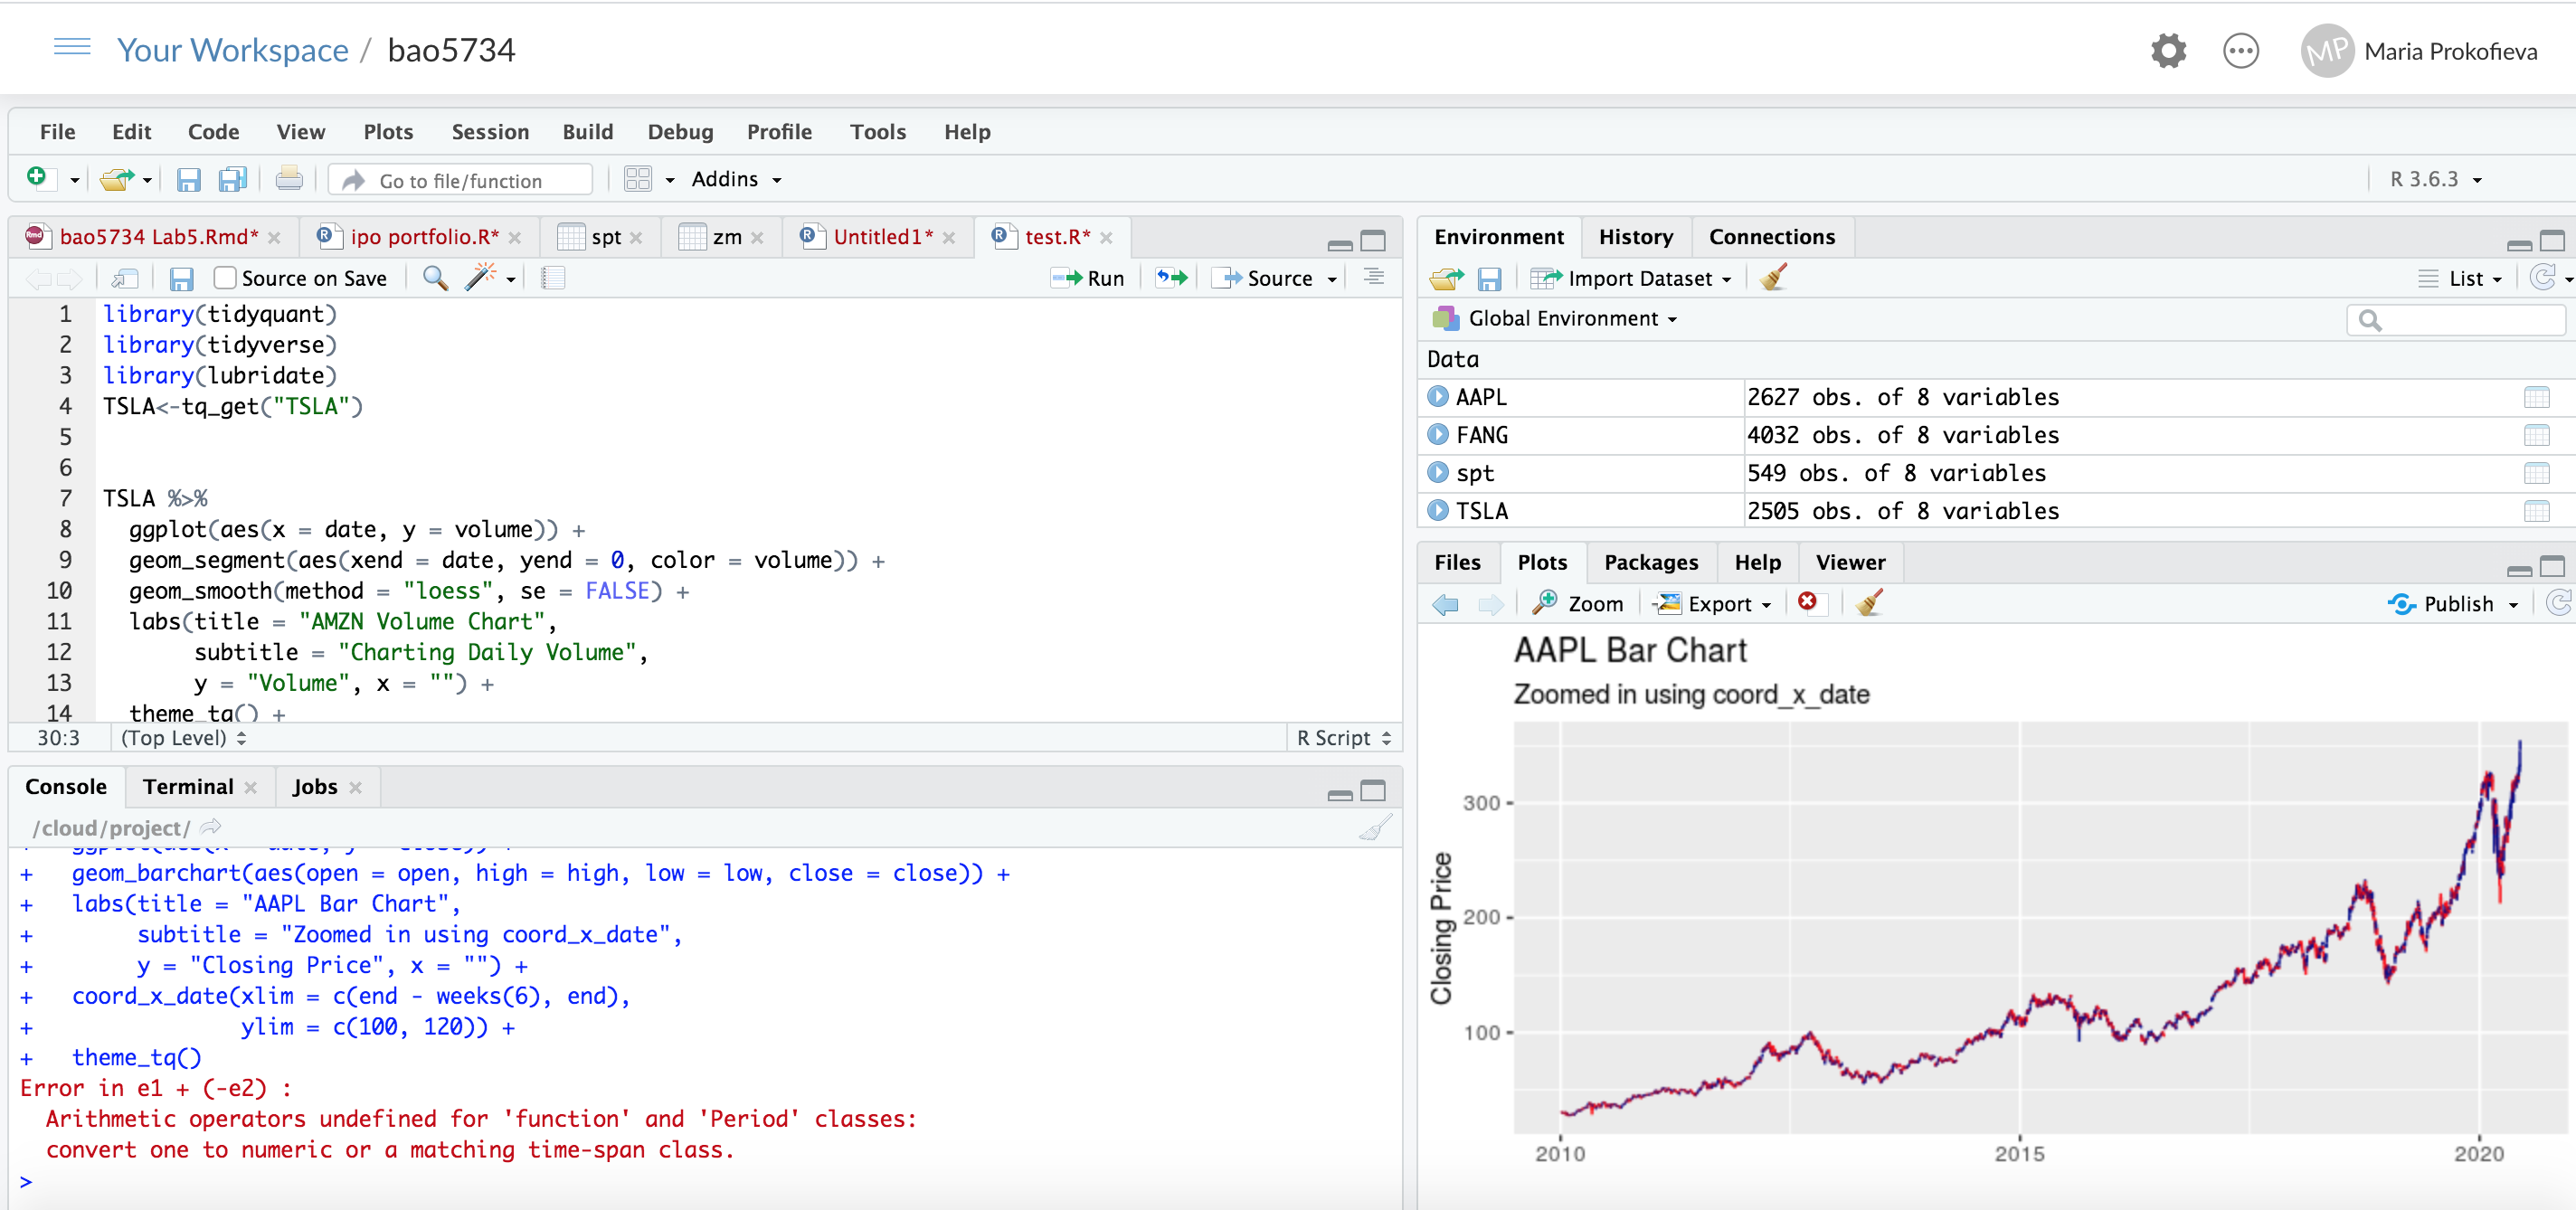 Your Workspace / bao5734
MP Maria Prokofieva
File Edit Code View Plots Session Build Debug Profile Tools Help
Go to file/function Addins R 3.6.3
bao5734 Lab5.Rmd* ipo portfolio.R* spt zm Untitled1* test.R*
Source on Save Run Source
1 library(tidyquant)
2 library(tidyverse)
3 library(lubridate)
4 TSLA<-tq_get("TSLA")
5
6
7 TSLA %>%
8 ggplot(aes(x = date, y = volume)) +
9 geom_segment(aes(xend = date, yend = 0, color = volume)) +
10 geom_smooth(method = "loess", se = FALSE) +
11 labs(title = "AMZN Volume Chart",
12 subtitle = "Charting Daily Volume",
13 y = "Volume", x = "") +
14 theme_tq() +
30:3 (Top Level) R Script
Console Terminal Jobs
/cloud/project/
+ geom_barchart(aes(open = open, high = high, low = low, close = close)) +
+ labs(title = "AAPL Bar Chart",
+ subtitle = "Zoomed in using coord_x_date",
+ y = "Closing Price", x = "") +
+ coord_x_date(xlim = c(end - weeks(6), end),
+ ylim = c(100, 120)) +
+ theme_tq()
Error in e1 + (-e2) :
Arithmetic operators undefined for 'function' and 'Period' classes:
convert one to numeric or a matching time-span class.
>
Environment History Connections
Import Dataset List
Global Environment
Data
AAPL 2627 obs. of 8 variables
FANG 4032 obs. of 8 variables
spt 549 obs. of 8 variables
TSLA 2505 obs. of 8 variables
Files Plots Packages Help Viewer
Zoom Export Publish
AAPL Bar Chart
Zoomed in using coord_x_date
Closing Price
300
200
100
2010 2015 2020